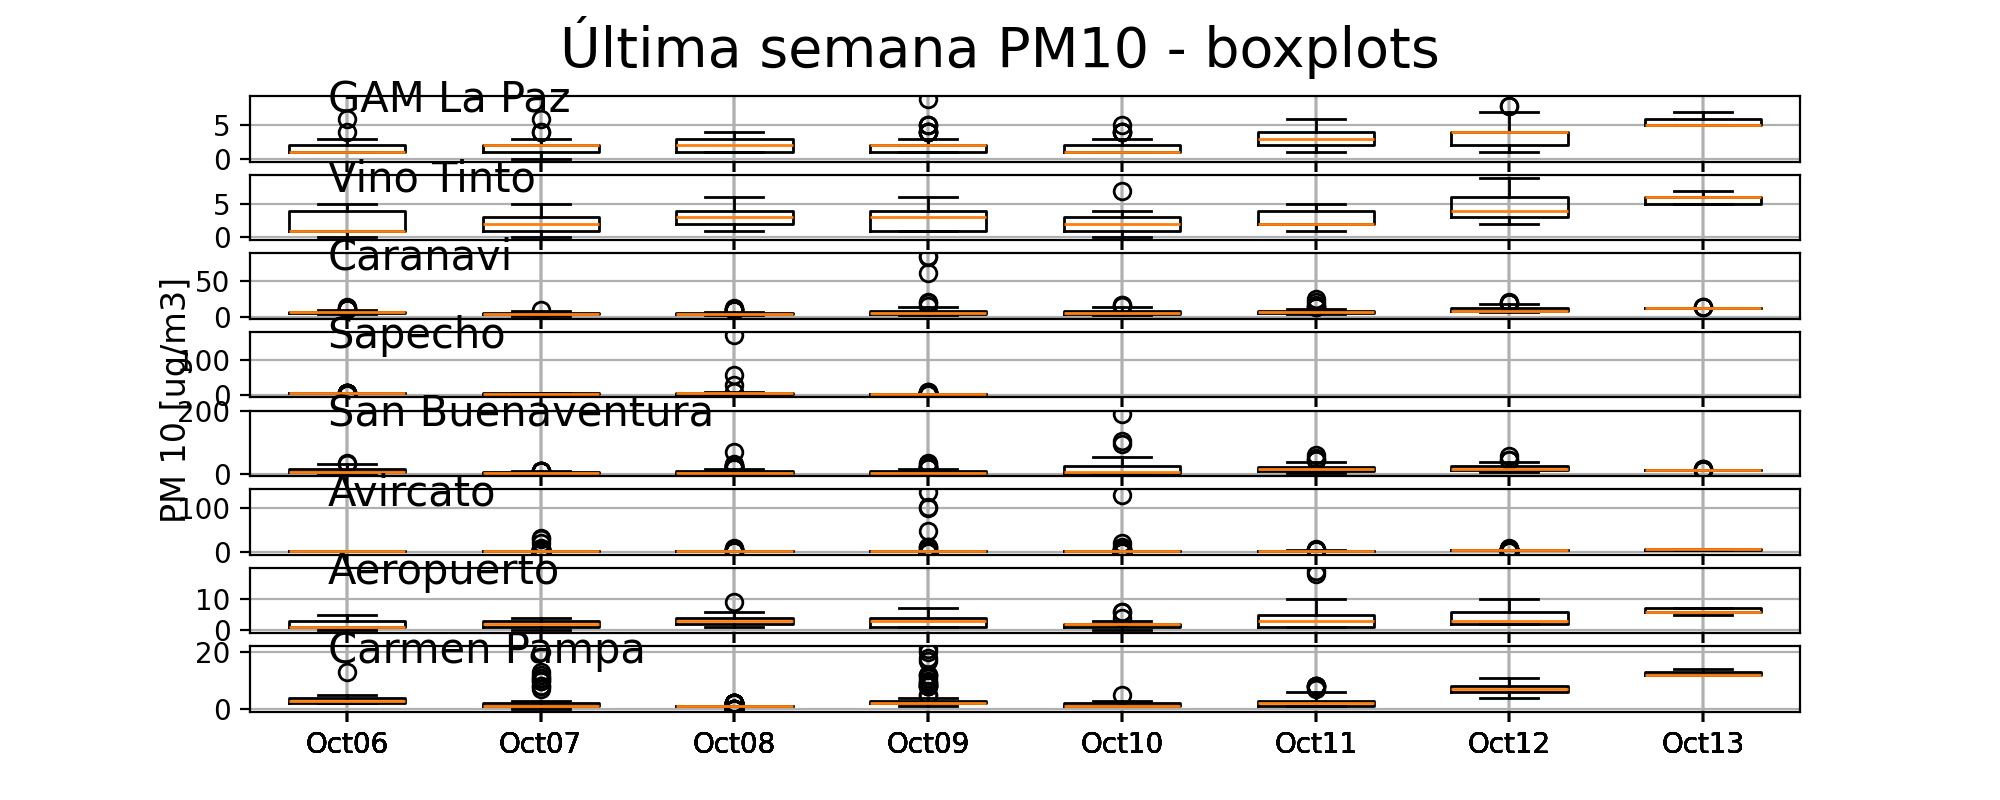 Última semana PM10 - boxplots
GAM La Paz
5
0
Vino Tinto
5
0
Caranavi
50
0
PM 10 [ug/m3]
Sapecho
100
0
San Buenaventura
200
0
Avircato
100
0
Aeropuerto
10
0
Carmen Pampa
20
0
Oct06 Oct07 Oct08 Oct09 Oct10 Oct11 Oct12 Oct13